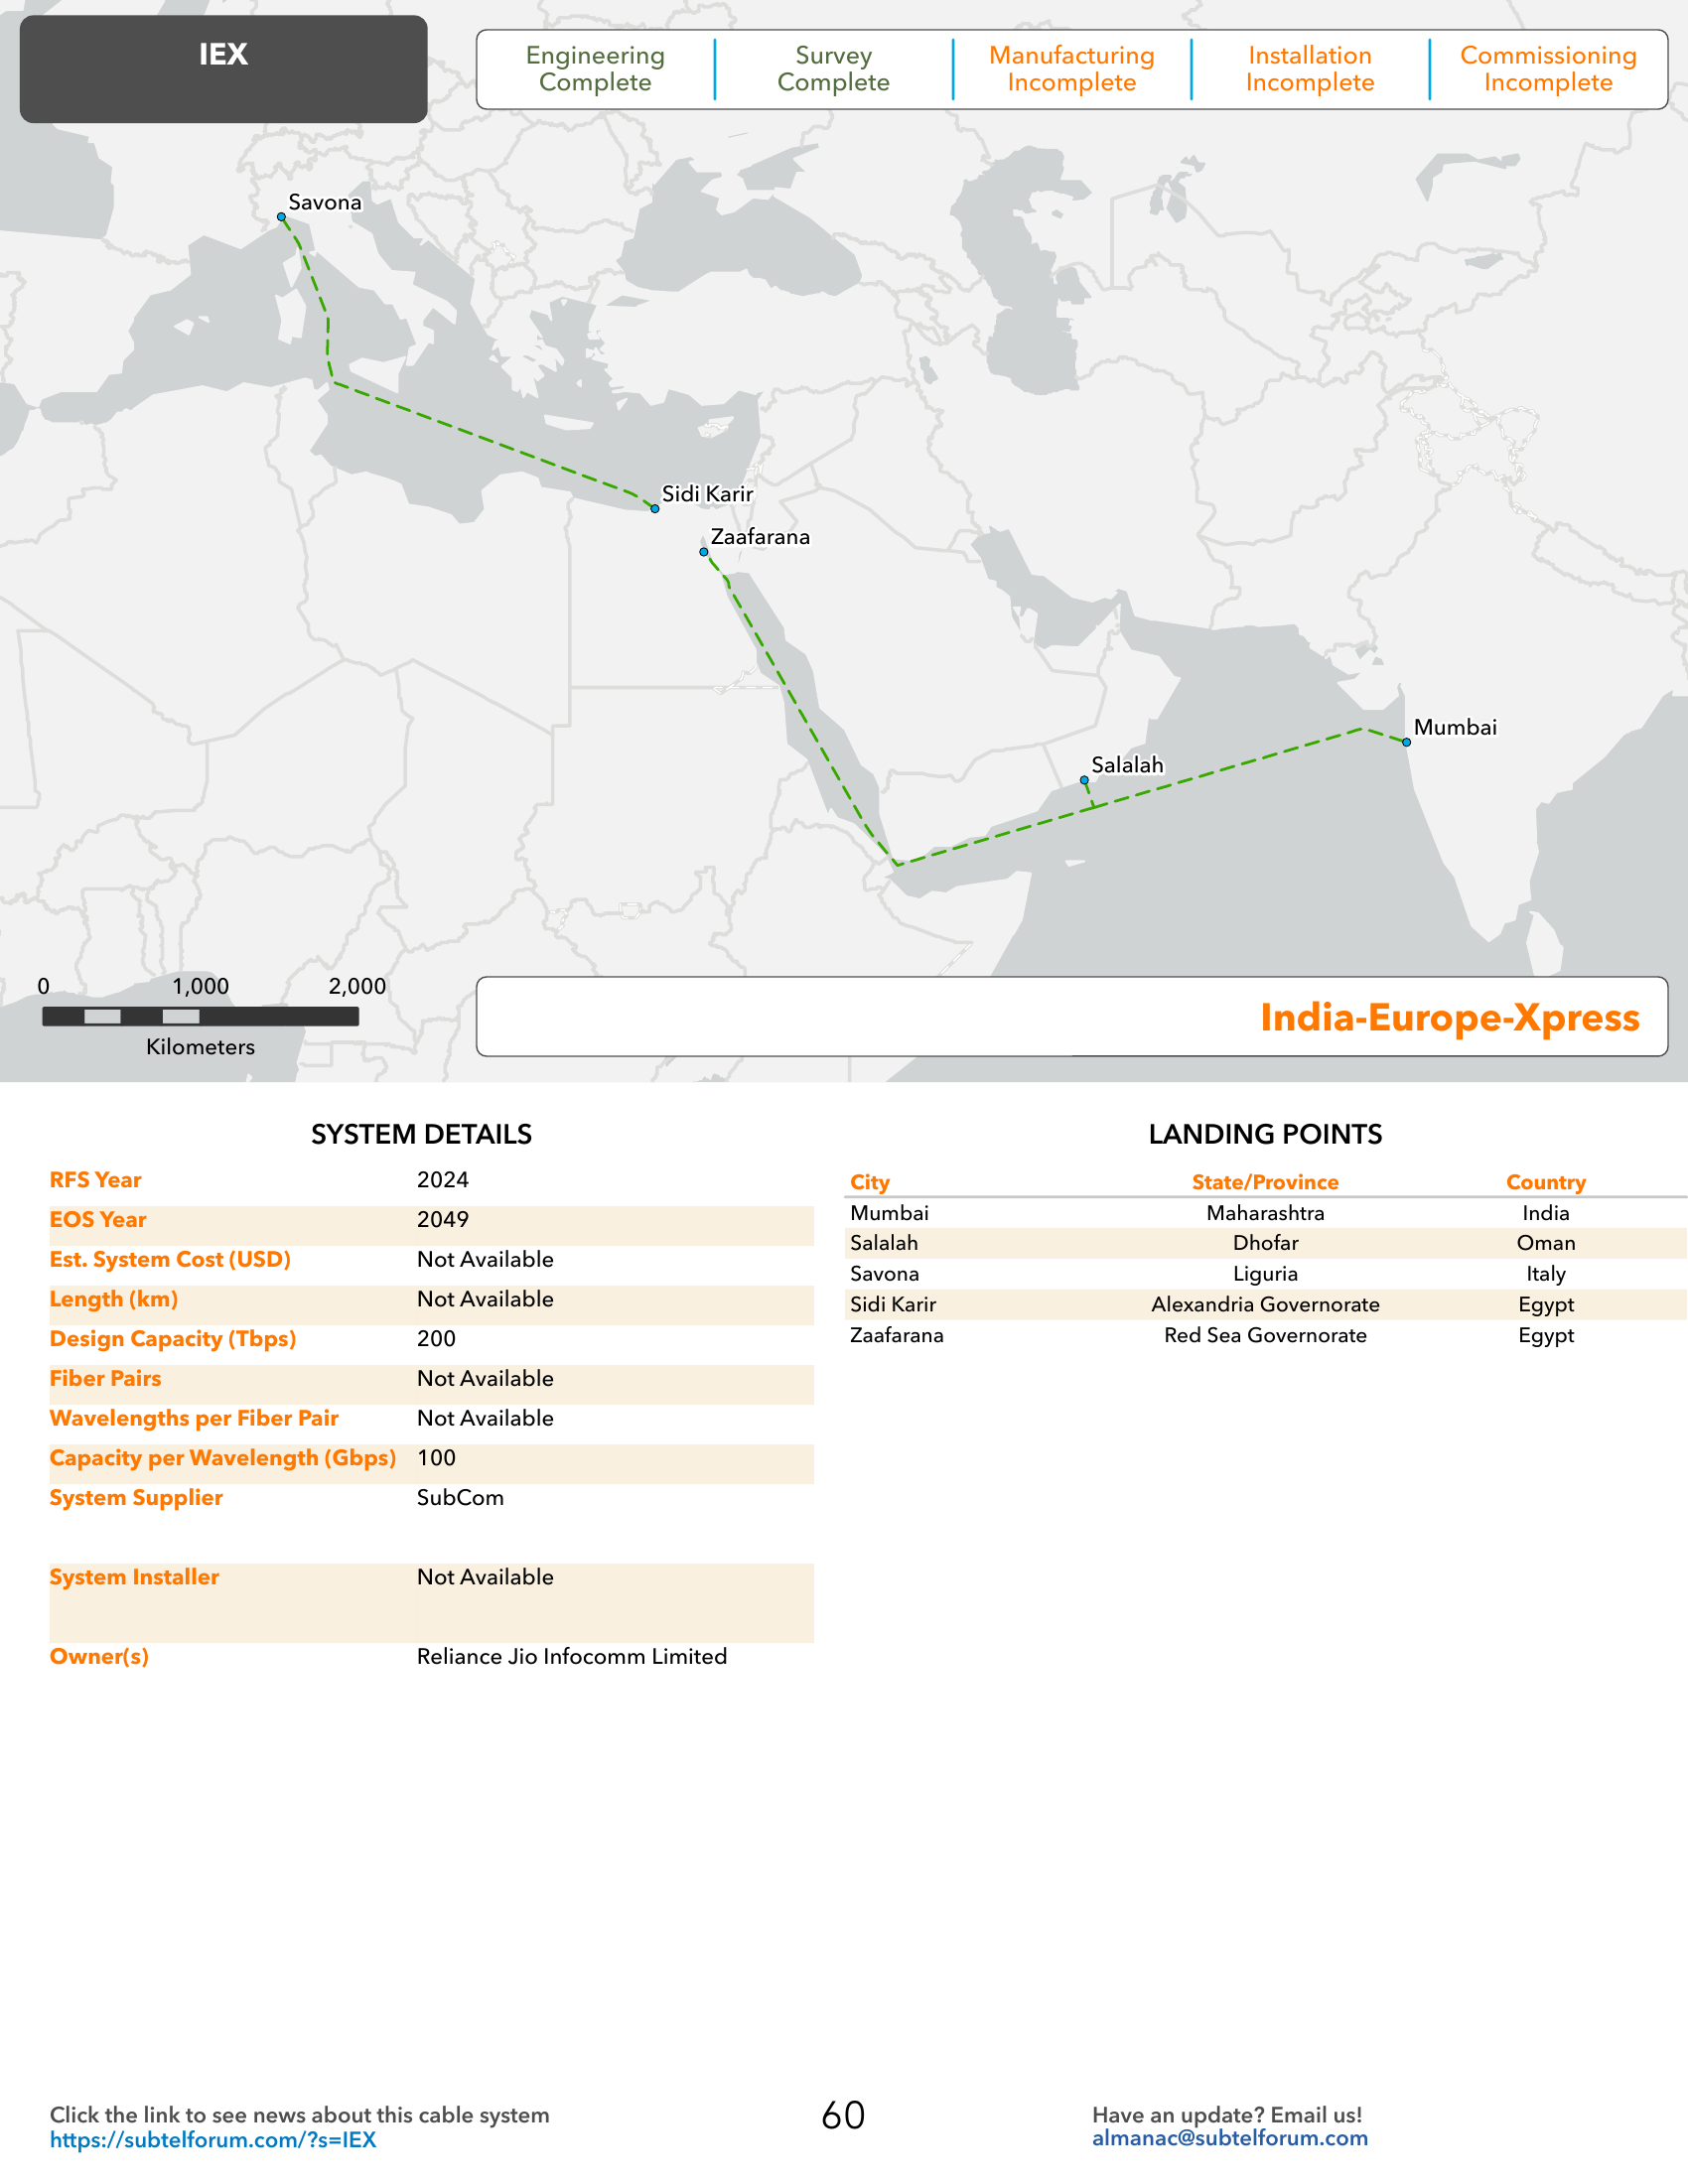 IEX
Engineering
Complete
Survey
Complete
Manufacturing
Incomplete
Installation
Incomplete
Commissioning
Incomplete
Savona
Sidi Karir
Zaafarana
Mumbai
Salalah
0 1,000 2,000
Kilometers
India-Europe-Xpress
SYSTEM DETAILS
RFS Year 2024
EOS Year 2049
Est. System Cost (USD) Not Available
Length (km) Not Available
Design Capacity (Tbps) 200
Fiber Pairs Not Available
Wavelengths per Fiber Pair Not Available
Capacity per Wavelength (Gbps) 100
System Supplier SubCom
System Installer Not Available
Owner(s) Reliance Jio Infocomm Limited
LANDING POINTS
City State/Province Country
Mumbai Maharashtra India
Salalah Dhofar Oman
Savona Liguria Italy
Sidi Karir Alexandria Governorate Egypt
Zaafarana Red Sea Governorate Egypt
Click the link to see news about this cable system
https://subtelforum.com/?s=IEX
60
Have an update? Email us!
almanac@subtelforum.com